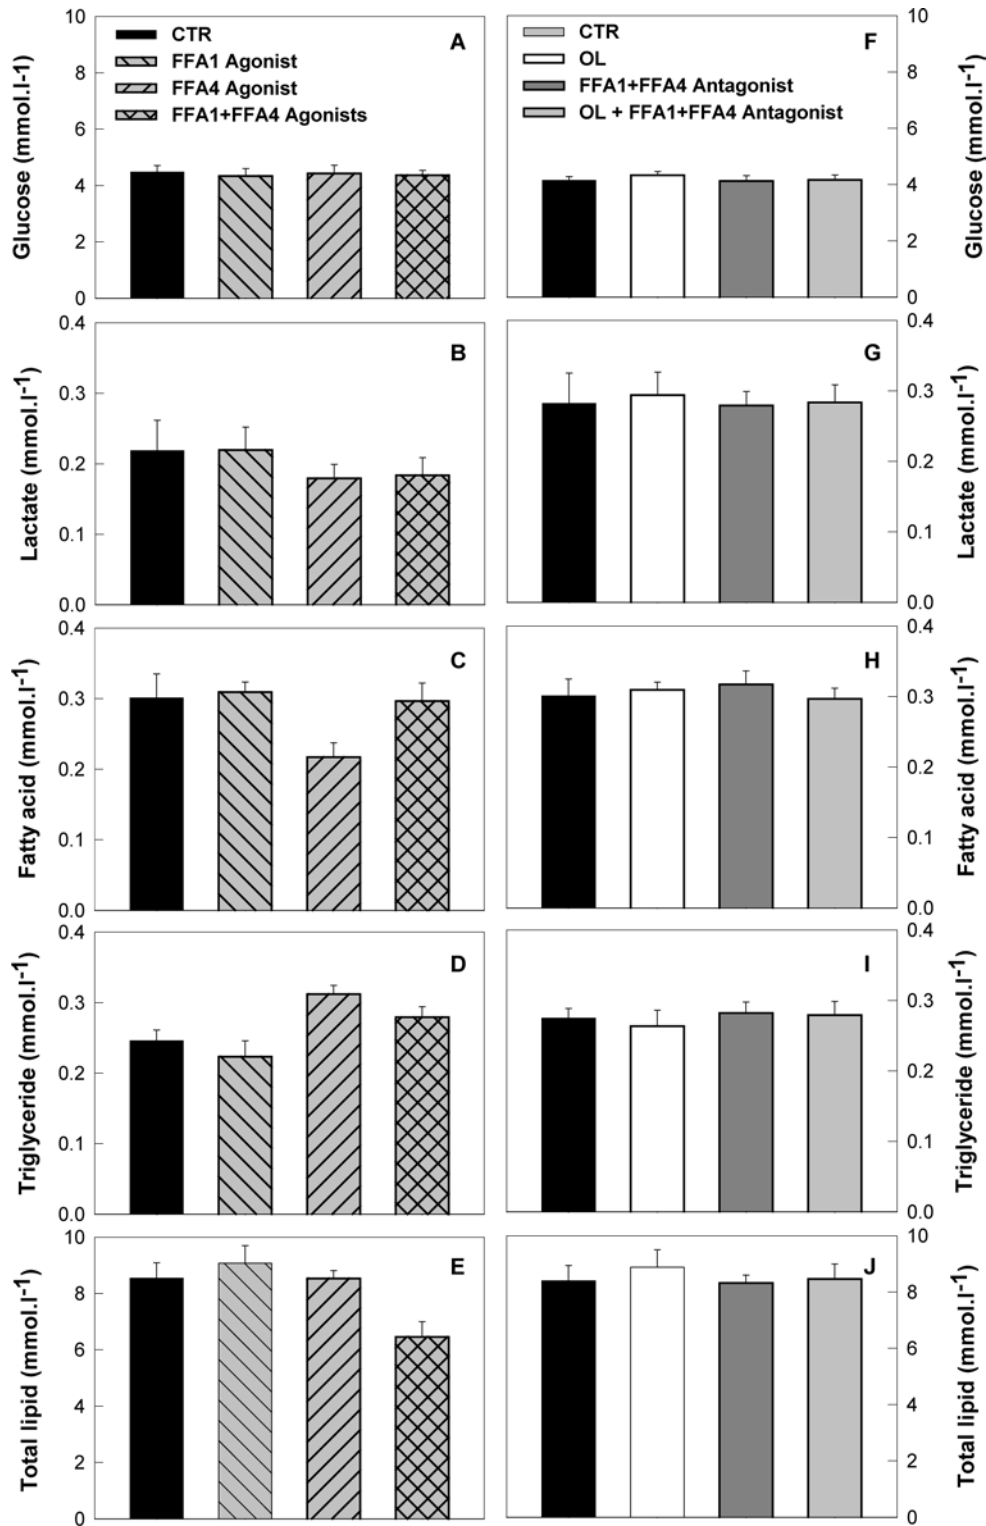 Glucose (mmol.l-1)
10
8
6
4
2
0
CTR
FFA1 Agonist
FFA4 Agonist
FFA1+FFA4 Agonists
A
CTR
OL
FFA1+FFA4 Antagonist
OL + FFA1+FFA4 Antagonist
F
10
8
6
4
2
0
Glucose (mmol.l-1)
Lactate (mmol.l-1)
0.4
0.3
0.2
0.1
0.0
B
G
0.4
0.3
0.2
0.1
0.0
Lactate (mmol.l-1)
Fatty acid (mmol.l-1)
0.4
0.3
0.2
0.1
0.0
C
H
0.4
0.3
0.2
0.1
0.0
Fatty acid (mmol.l-1)
Triglyceride (mmol.l-1)
0.4
0.3
0.2
0.1
0.0
D
I
0.4
0.3
0.2
0.1
0.0
Triglyceride (mmol.l-1)
Total lipid (mmol.l-1)
10
8
6
4
2
0
E
J
10
8
6
4
2
0
Total lipid (mmol.l-1)